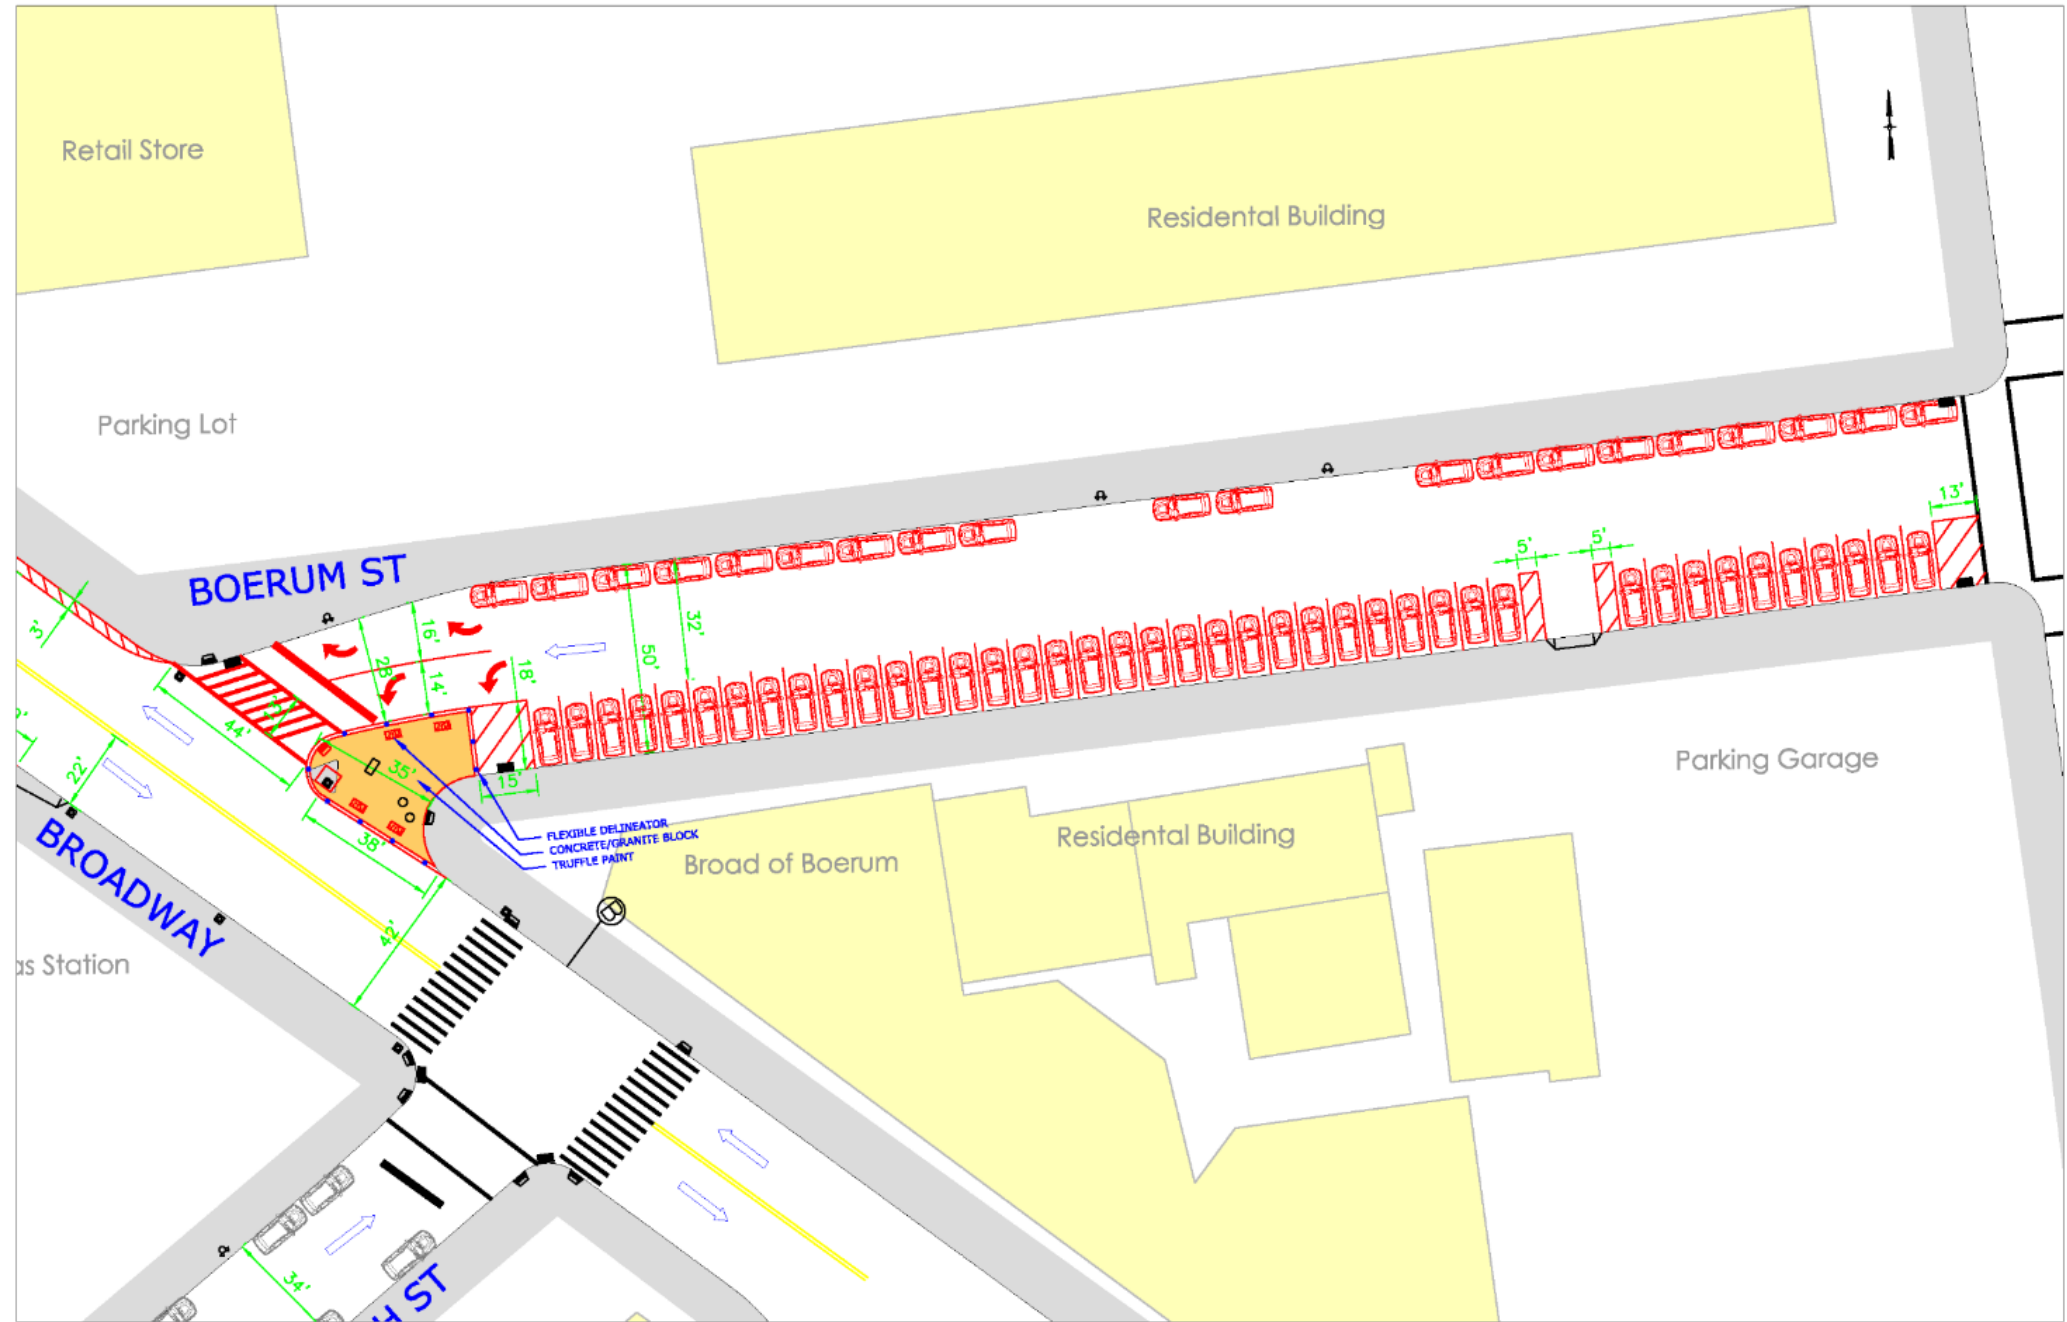 Retail Store
Residental Building
Parking Lot
BOERUM ST
13'
5'
5'
3'
16'
28'
14'
32'
50'
18'
44'
22'
35'
15'
38'
42'
FLEXIBLE DELINEATOR
CONCRETE/GRANITE BLOCK
TRUFFLE PAINT
Parking Garage
Residental Building
Broad of Boerum
BROADWAY
as Station
B
34'
H ST